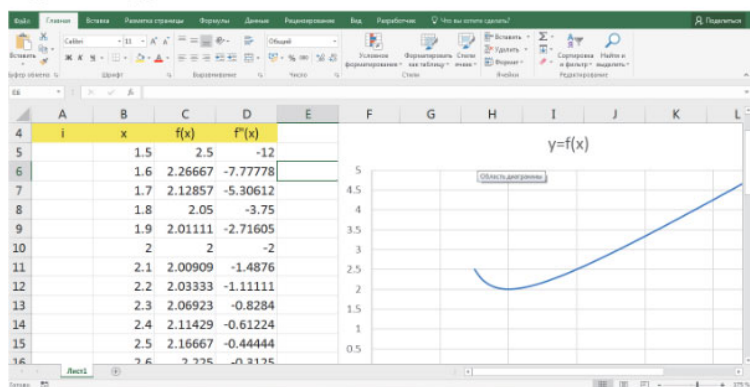 Файл Главная Вставка Разметка страницы Формулы Данные Рецензирование Вид Разработчик Что вы хотите сделать? Поделиться
Вставить Calibri 11 Общий Условное форматирование Форматировать как таблицу Стили ячеек Вставить Удалить Формат Сортировка и фильтр Найти и выделить
Буфер обмена Шрифт Выравнивание Число Стили Ячейки Редактирование
E6 fx
A B C D E F G H I J K L
4 i x f(x) f"(x)
5 1.5 2.5 -12
6 1.6 2.26667 -7.77778
7 1.7 2.12857 -5.30612
8 1.8 2.05 -3.75
9 1.9 2.01111 -2.71605
10 2 2 -2
11 2.1 2.00909 -1.4876
12 2.2 2.03333 -1.11111
13 2.3 2.06923 -0.8284
14 2.4 2.11429 -0.61224
15 2.5 2.16667 -0.44444
16 2.6 2.225 -0.3125
y=f(x)
Область диаграммы
5
4.5
4
3.5
3
2.5
2
1.5
1
0.5
Лист1
Готово 175%